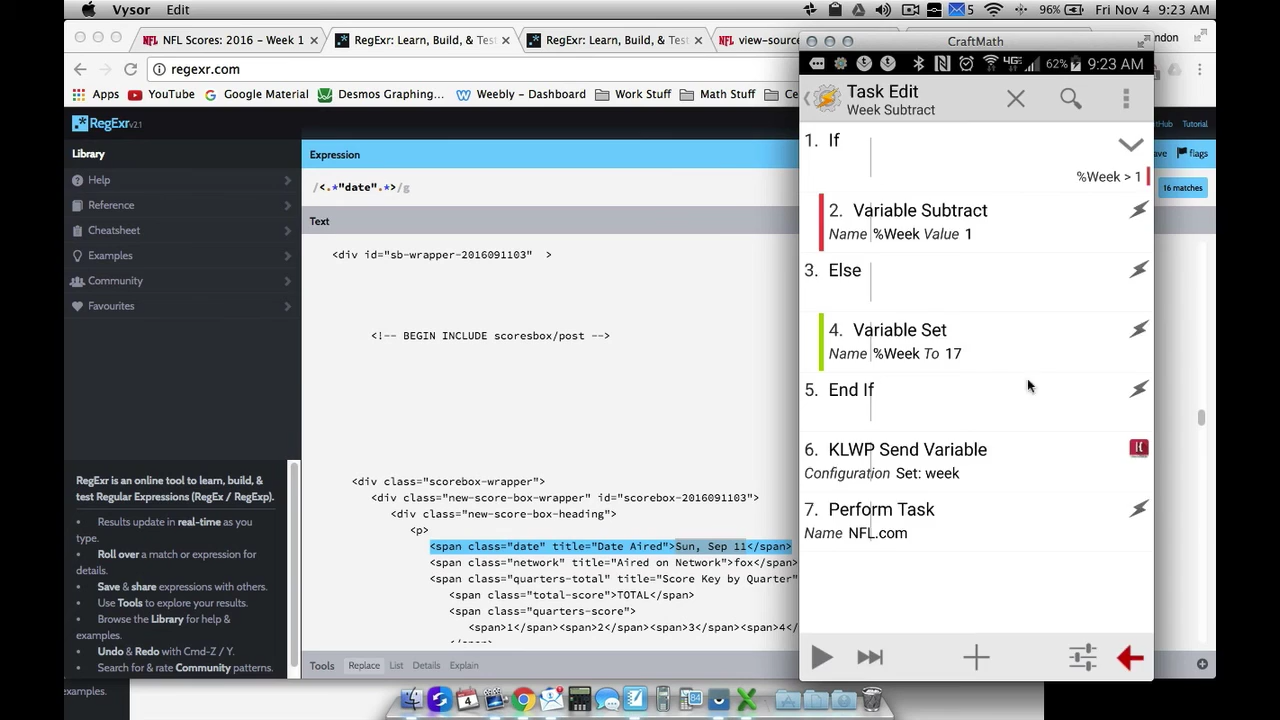 Vysor Edit
5 96% Fri Nov 4 9:23 AM
NFL Scores: 2016 - Week 1
RegExr: Learn, Build, & Tes
RegExr: Learn, Build, & Tes
view-source
ndon
regexr.com
Apps YouTube Google Material Desmos Graphing... Weebly - Dashboard Work Stuff Math Stuff Ce
RegExr v2.1
Tutorial
Library
Help
Reference
Cheatsheet
Examples
Community
Favourites
RegExr is an online tool to learn, build, &
test Regular Expressions (RegEx / RegExp).
Results update in real-time as you
type.
Roll over a match or expression for
details.
Save & share expressions with others.
Use Tools to explore your results.
Browse the Library for help &
examples.
Undo & Redo with Cmd-Z / Y.
Search for & rate Community patterns.
examples.
Expression
ave flags
/<.*"date".*>/g
16 matches
Text
<div id="sb-wrapper-2016091103" >
<!-- BEGIN INCLUDE scoresbox/post -->
<div class="scorebox-wrapper">
<div class="new-score-box-wrapper" id="scorebox-2016091103">
<div class="new-score-box-heading">
<p>
<span class="date" title="Date Aired">Sun, Sep 11</span>
<span class="network" title="Aired on Network">fox</span>
<span class="quarters-total" title="Score Key by Quarter"
<span class="total-score">TOTAL</span>
<span class="quarters-score">
<span>1</span><span>2</span><span>3</span><span>4</
</span>
Tools Replace List Details Explain
CraftMath
4G 62% 9:23 AM
Task Edit
Week Subtract
1. If
%Week > 1
2. Variable Subtract
Name %Week Value 1
3. Else
4. Variable Set
Name %Week To 17
5. End If
6. KLWP Send Variable
Configuration Set: week
7. Perform Task
Name NFL.com